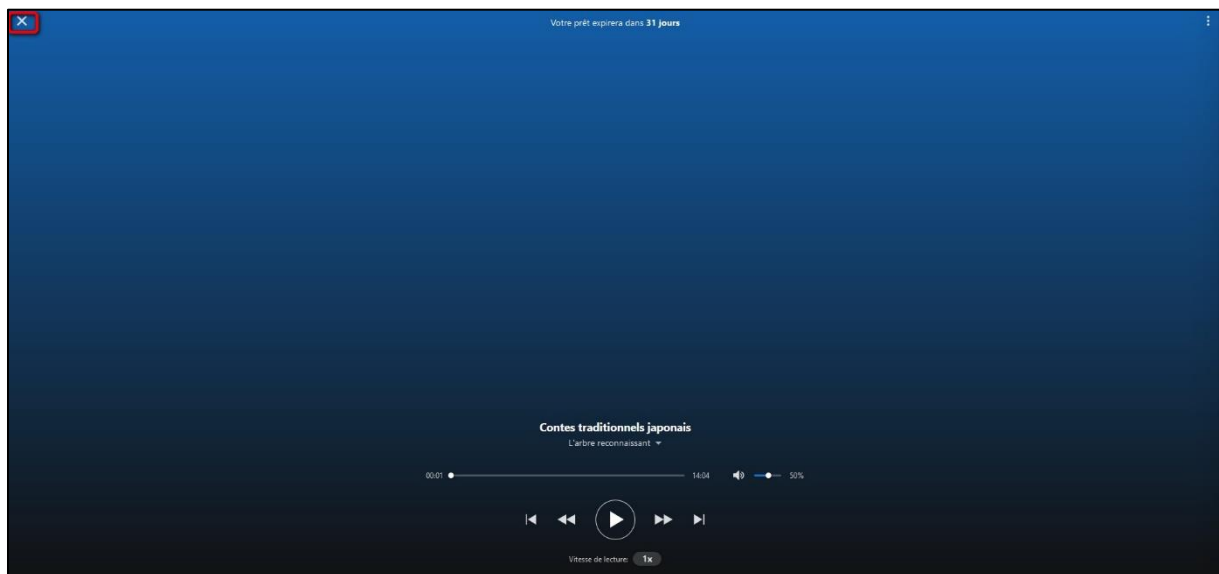 Votre prêt expirera dans 31 jours
Contes traditionnels japonais
L'arbre reconnaissant
00:01 14:04 50%
Vitesse de lecture: 1x